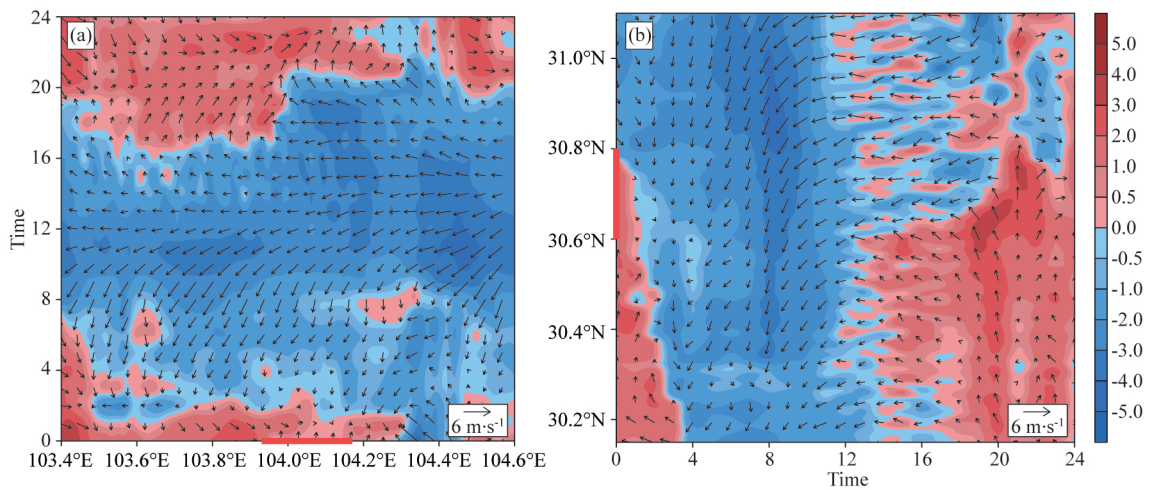 (a)
24
20
16
12
8
4
0
Time
103.4°E 103.6°E 103.8°E 104.0°E 104.2°E 104.4°E 104.6°E
6 m·s-1
(b)
31.0°N
30.8°N
30.6°N
30.4°N
30.2°N
0 4 8 12 16 20 24
Time
6 m·s-1
5.0
4.0
3.0
2.0
1.0
0.5
0.0
-0.5
-1.0
-2.0
-3.0
-4.0
-5.0